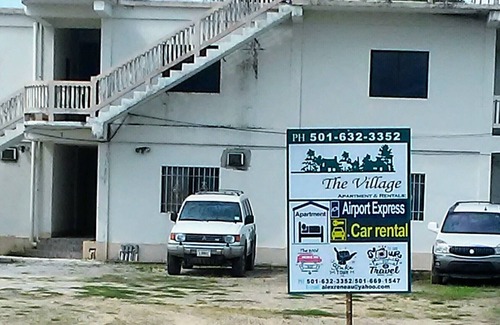 PH 501-632-3352
The Village
APARTMENT & RENTALS
Apartment
Airport Express
Car rental
Travel
PH 501-632-3352/501-669-1547
alexreneau@yahoo.com